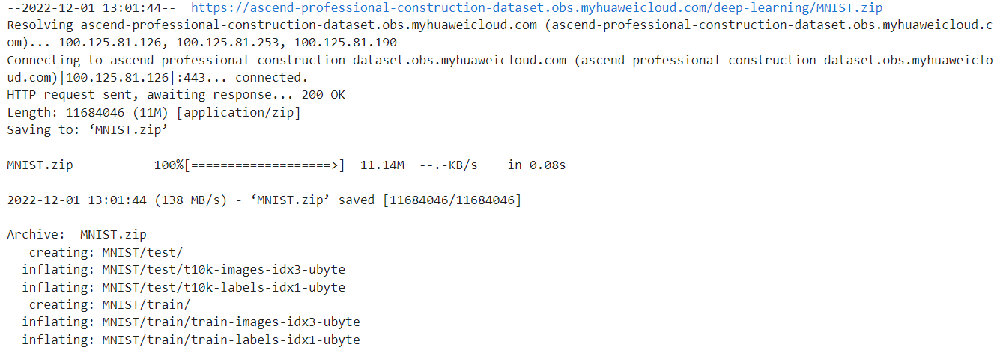 --2022-12-01 13:01:44--  https://ascend-professional-construction-dataset.obs.myhuaweicloud.com/deep-learning/MNIST.zip
Resolving ascend-professional-construction-dataset.obs.myhuaweicloud.com (ascend-professional-construction-dataset.obs.myhuaweicloud.c
om)... 100.125.81.126, 100.125.81.253, 100.125.81.190
Connecting to ascend-professional-construction-dataset.obs.myhuaweicloud.com (ascend-professional-construction-dataset.obs.myhuaweiclo
ud.com)|100.125.81.126|:443... connected.
HTTP request sent, awaiting response... 200 OK
Length: 11684046 (11M) [application/zip]
Saving to: ‘MNIST.zip’

MNIST.zip           100%[===================>]  11.14M  --.-KB/s    in 0.08s

2022-12-01 13:01:44 (138 MB/s) - ‘MNIST.zip’ saved [11684046/11684046]

Archive:  MNIST.zip
   creating: MNIST/test/
  inflating: MNIST/test/t10k-images-idx3-ubyte
  inflating: MNIST/test/t10k-labels-idx1-ubyte
   creating: MNIST/train/
  inflating: MNIST/train/train-images-idx3-ubyte
  inflating: MNIST/train/train-labels-idx1-ubyte